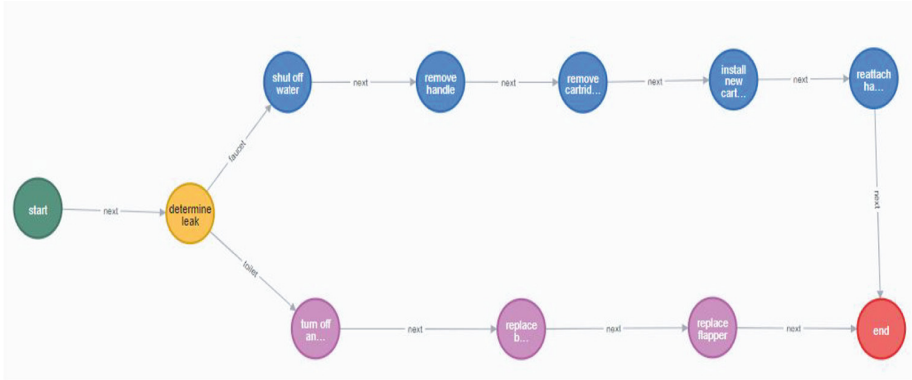 shut off
water
next
remove
handle
next
remove
cartrid...
next
install
new
cart...
next
reattach
ha...
faucet
next
start
next
determine
leak
toilet
turn off
an...
next
replace
b...
next
replace
flapper
next
end